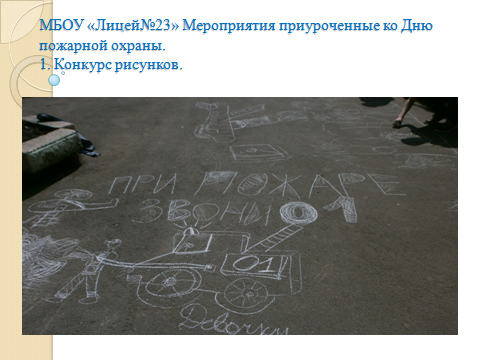 МБОУ «Лицей№23» Мероприятия приуроченные ко Дню
пожарной охраны.
1. Конкурс рисунков.
ПРИ ПОЖАРЕ
ЗВОНИ 01
01
Девочки